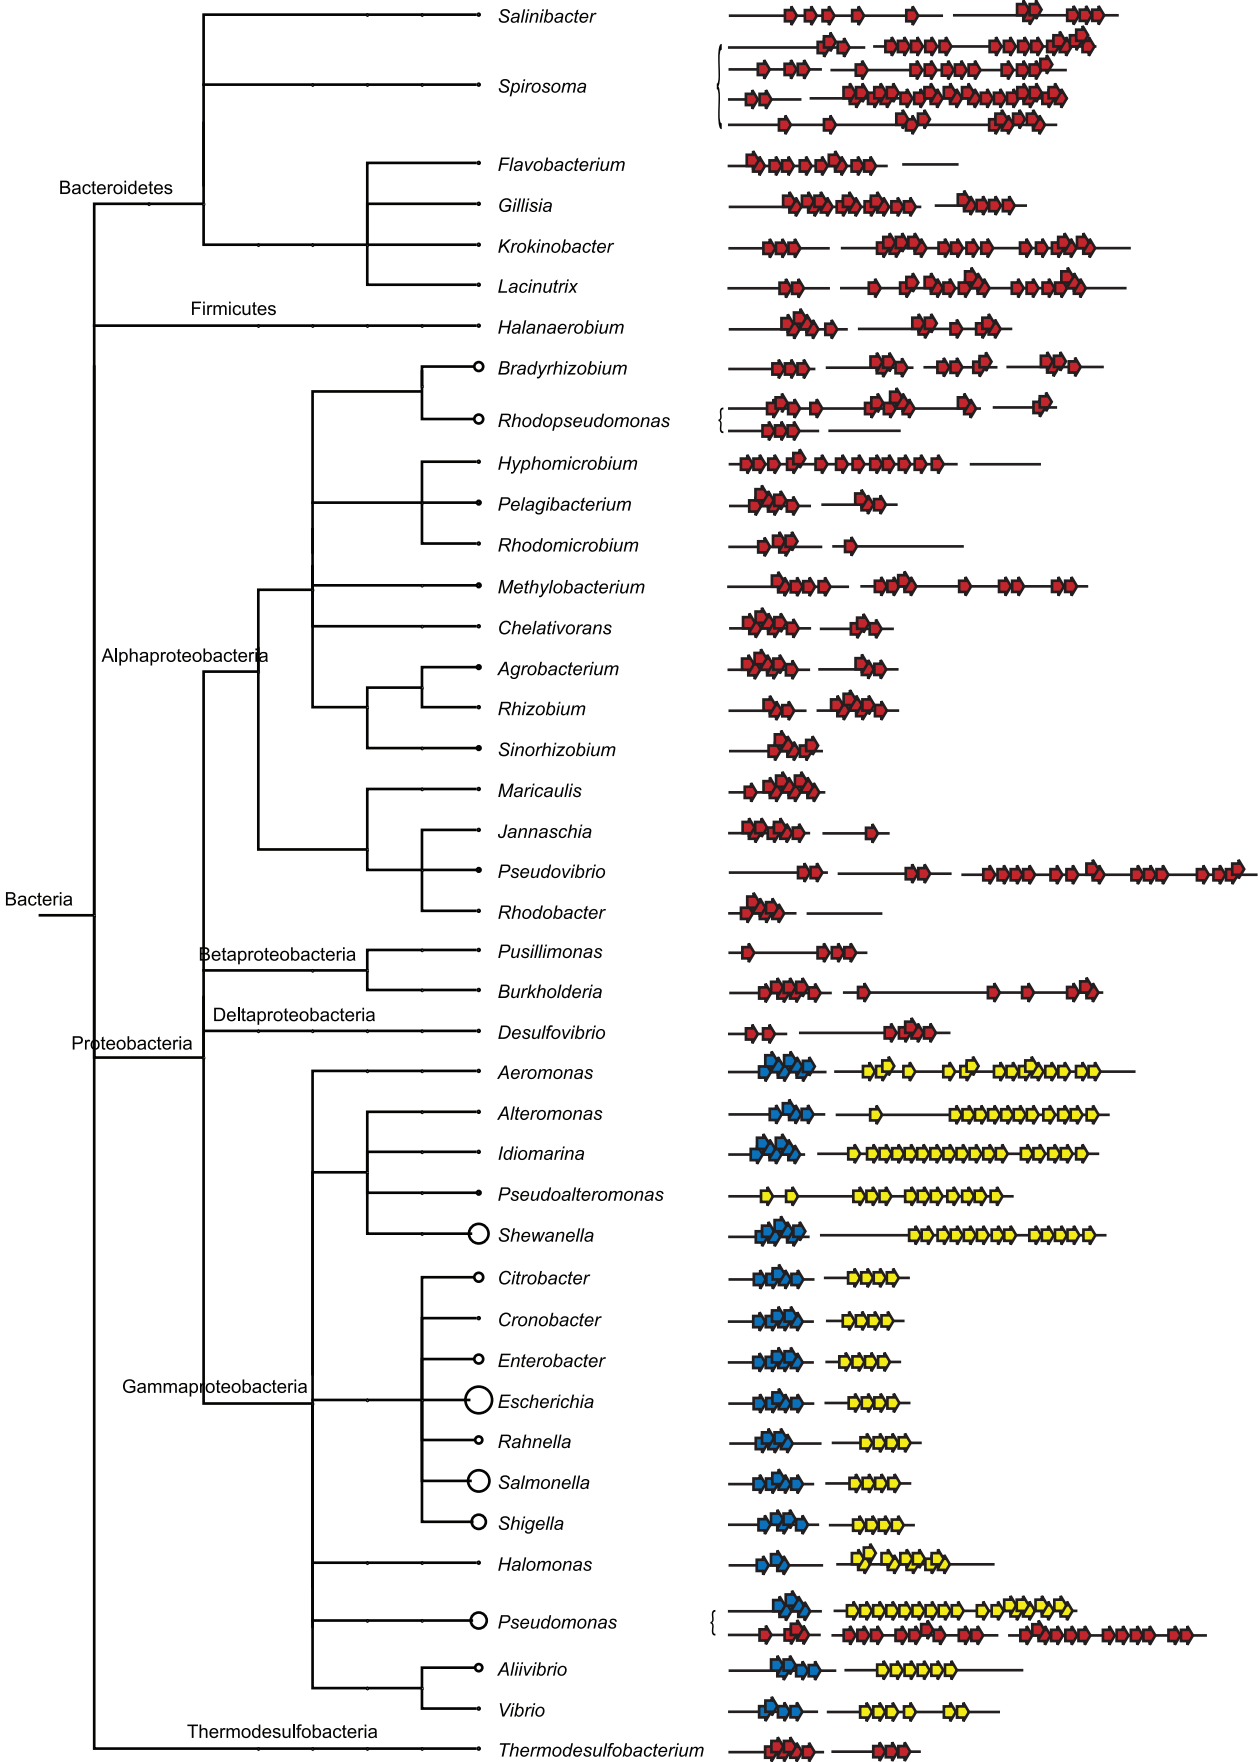 Salinibacter
Spirosoma
Flavobacterium
Bacteroidetes
Gillisia
Krokinobacter
Lacinutrix
Firmicutes
Halanaerobium
Bradyrhizobium
Rhodopseudomonas
Hyphomicrobium
Pelagibacterium
Rhodomicrobium
Methylobacterium
Chelativorans
Alphaproteobacteria
Agrobacterium
Rhizobium
Sinorhizobium
Maricaulis
Jannaschia
Pseudovibrio
Bacteria
Rhodobacter
Betaproteobacteria
Pusillimonas
Burkholderia
Deltaproteobacteria
Desulfovibrio
Proteobacteria
Aeromonas
Alteromonas
Idiomarina
Pseudoalteromonas
Shewanella
Citrobacter
Cronobacter
Enterobacter
Gammaproteobacteria
Escherichia
Rahnella
Salmonella
Shigella
Halomonas
Pseudomonas
Aliivibrio
Vibrio
Thermodesulfobacteria
Thermodesulfobacterium